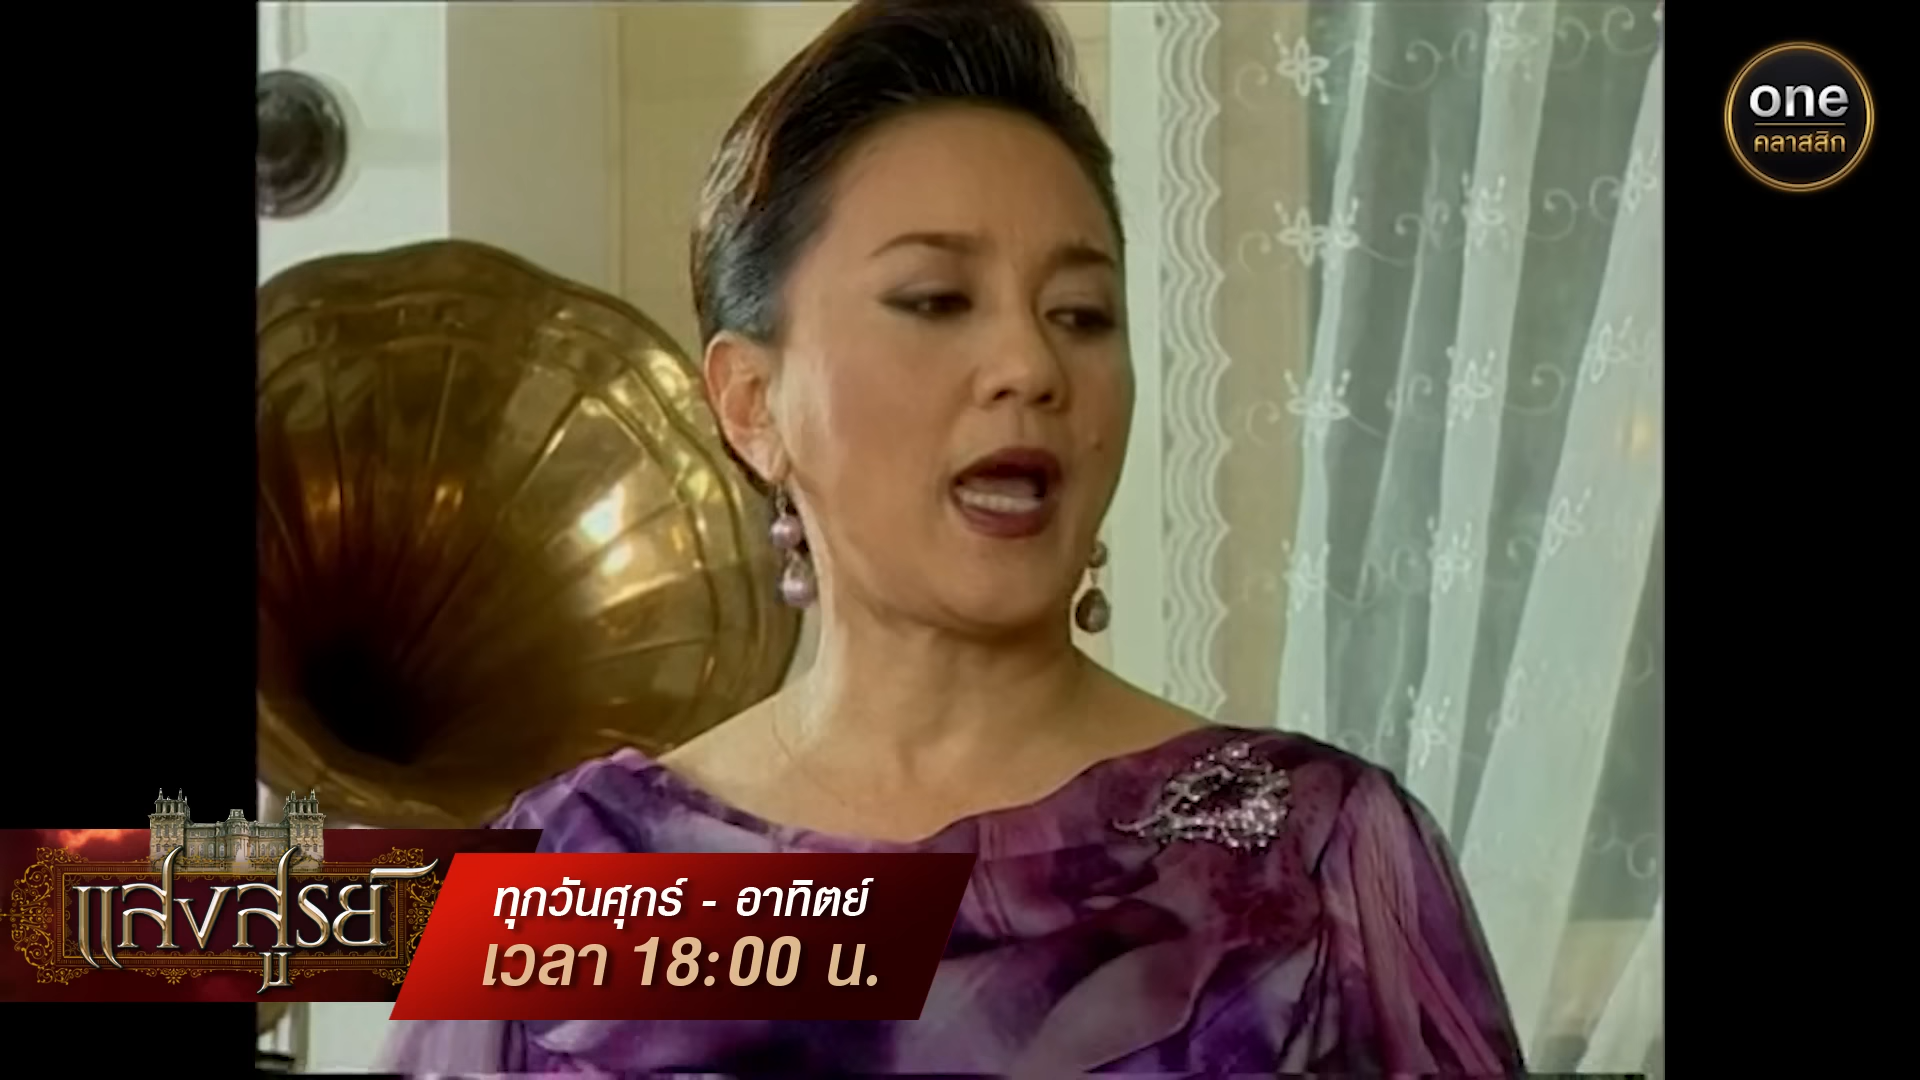 one
คลาสสิก
แสงสูรย์
ทุกวันศุกร์ - อาทิตย์
เวลา 18:00 น.